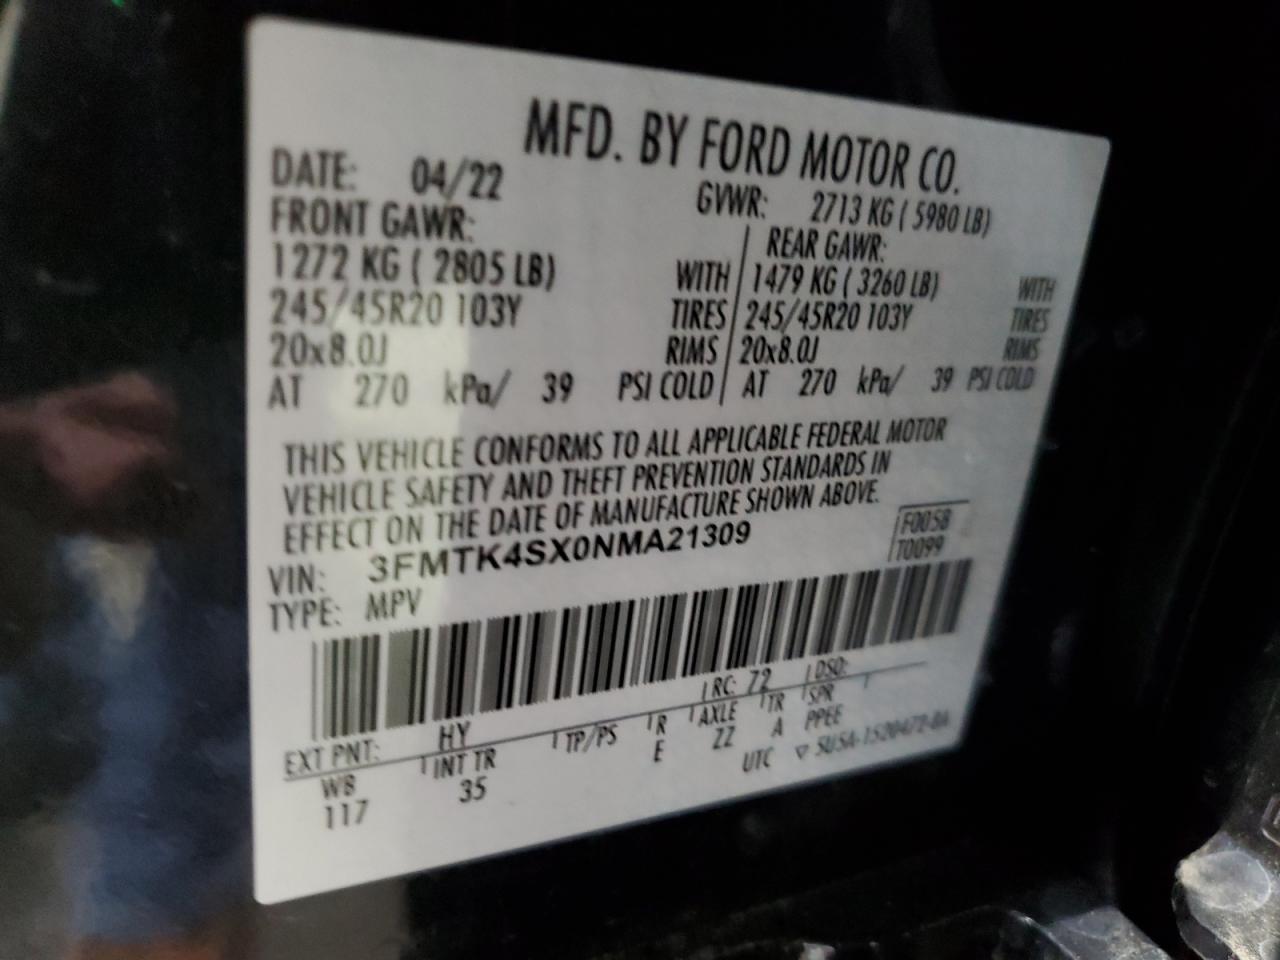 MFD. BY FORD MOTOR CO.
DATE: 04/22 GVWR: 2713 KG ( 5980 LB)
FRONT GAWR: REAR GAWR:
1272 KG ( 2805 LB) WITH 1479 KG ( 3260 LB) WITH
245/45R20 103Y TIRES 245/45R20 103Y TIRES
20x8.0J RIMS 20x8.0J RIMS
AT 270 kPa/ 39 PSI COLD AT 270 kPa/ 39 PSI COLD
THIS VEHICLE CONFORMS TO ALL APPLICABLE FEDERAL MOTOR
VEHICLE SAFETY AND THEFT PREVENTION STANDARDS IN
EFFECT ON THE DATE OF MANUFACTURE SHOWN ABOVE.
F0058
T0099
VIN: 3FMTK4SX0NMA21309
TYPE: MPV
EXT PNT: HY RC: 72 DSO:
WB INT TR TP/PS R AXLE TR SPR
117 35 E ZZ A PPEE
UTC ▽ SU5A-1520472-BA